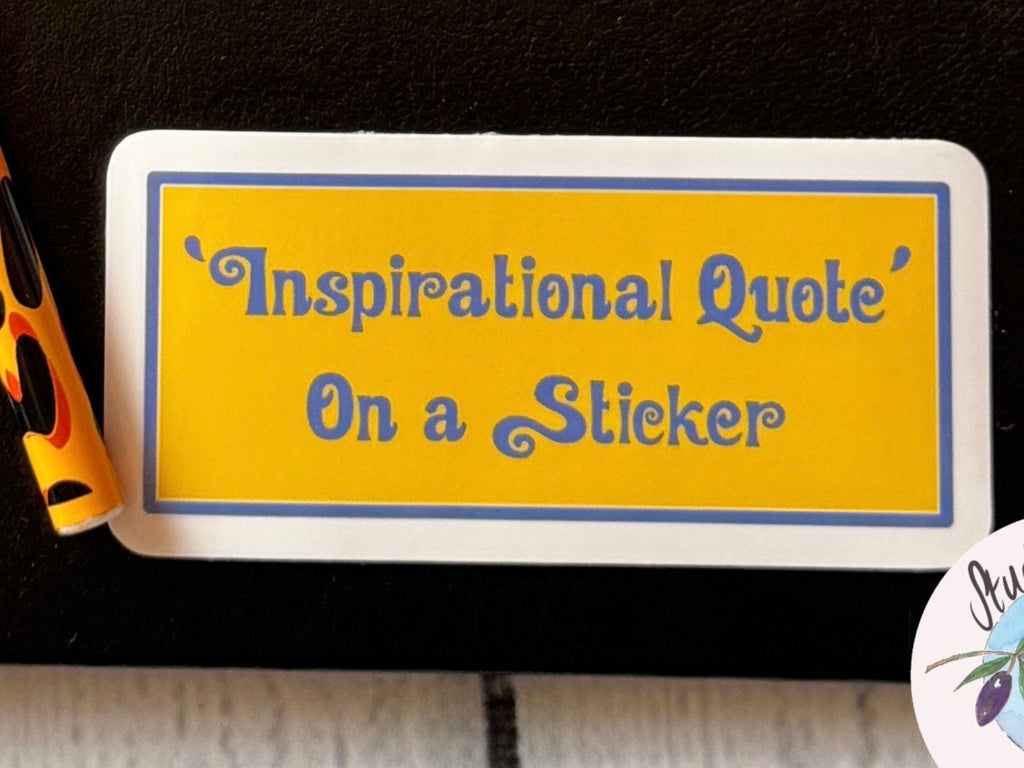 ‘Inspirational Quote’
On a Sticker